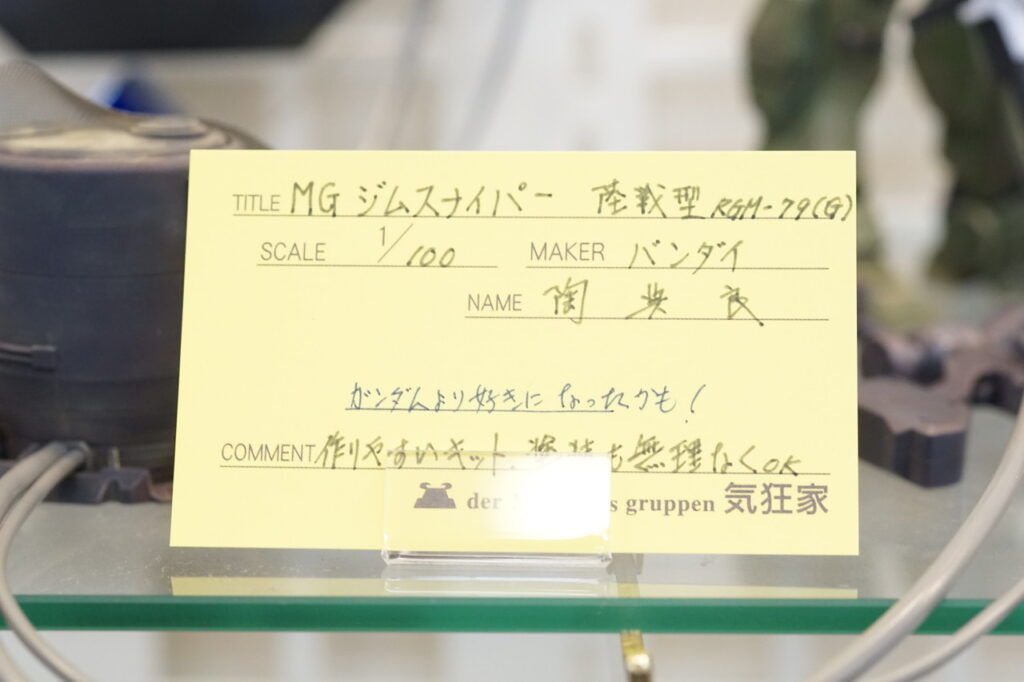 TITLE MG ジムスナイパー 陸戦型 RGM-79(G)
SCALE 1/100 MAKER バンダイ
NAME 陶 良
ガンダムより好きになったかも!
COMMENT 作りやすいキット、塗装も無理なくOK
der gruppen 気狂家